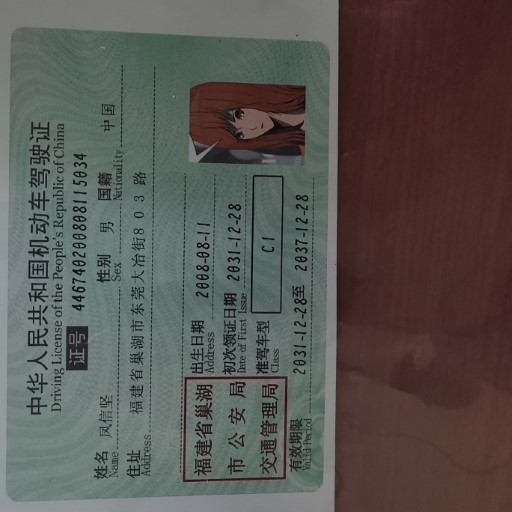 中华人民共和国机动车驾驶证
Driving License of the People's Republic of China
证号 446740200808115034
姓名 凤信坚 性别 男 国籍 中国
Name Sex Nationality
住址 福建省巢湖市东莞大冶街803路
Address
福建省巢湖
市公安局
交通管理局
出生日期 2008-08-11
Address
初次领证日期 2031-12-28
Date of First Issue
准驾车型 C1
Class
有效期限 2031-12-28至 2037-12-28
Valid Period